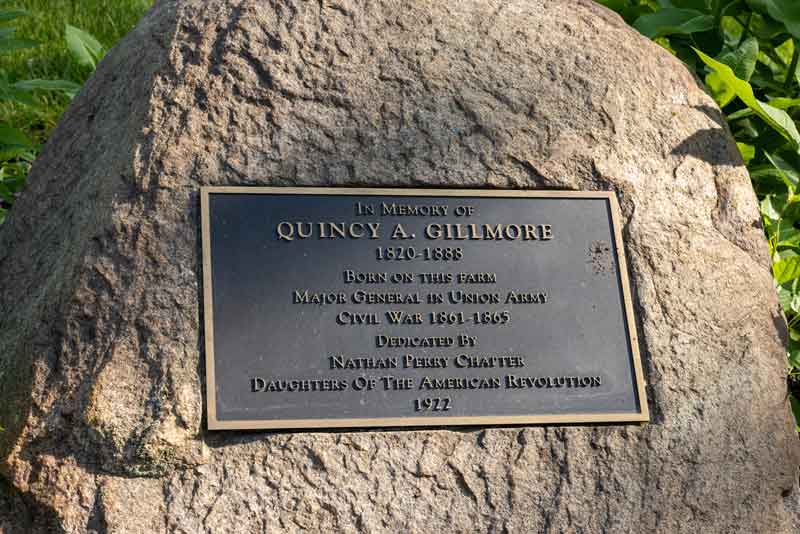 In Memory of
QUINCY A. GILLMORE
1820-1888
Born on this farm
Major General in Union Army
Civil War 1861-1865
Dedicated By
Nathan Perry Chapter
Daughters Of The American Revolution
1922